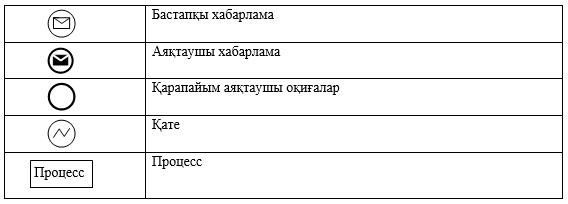 Бастапқы хабарлама
Аяқтаушы хабарлама
Қарапайым аяқтаушы оқиғалар
Қате
Процесс Процесс